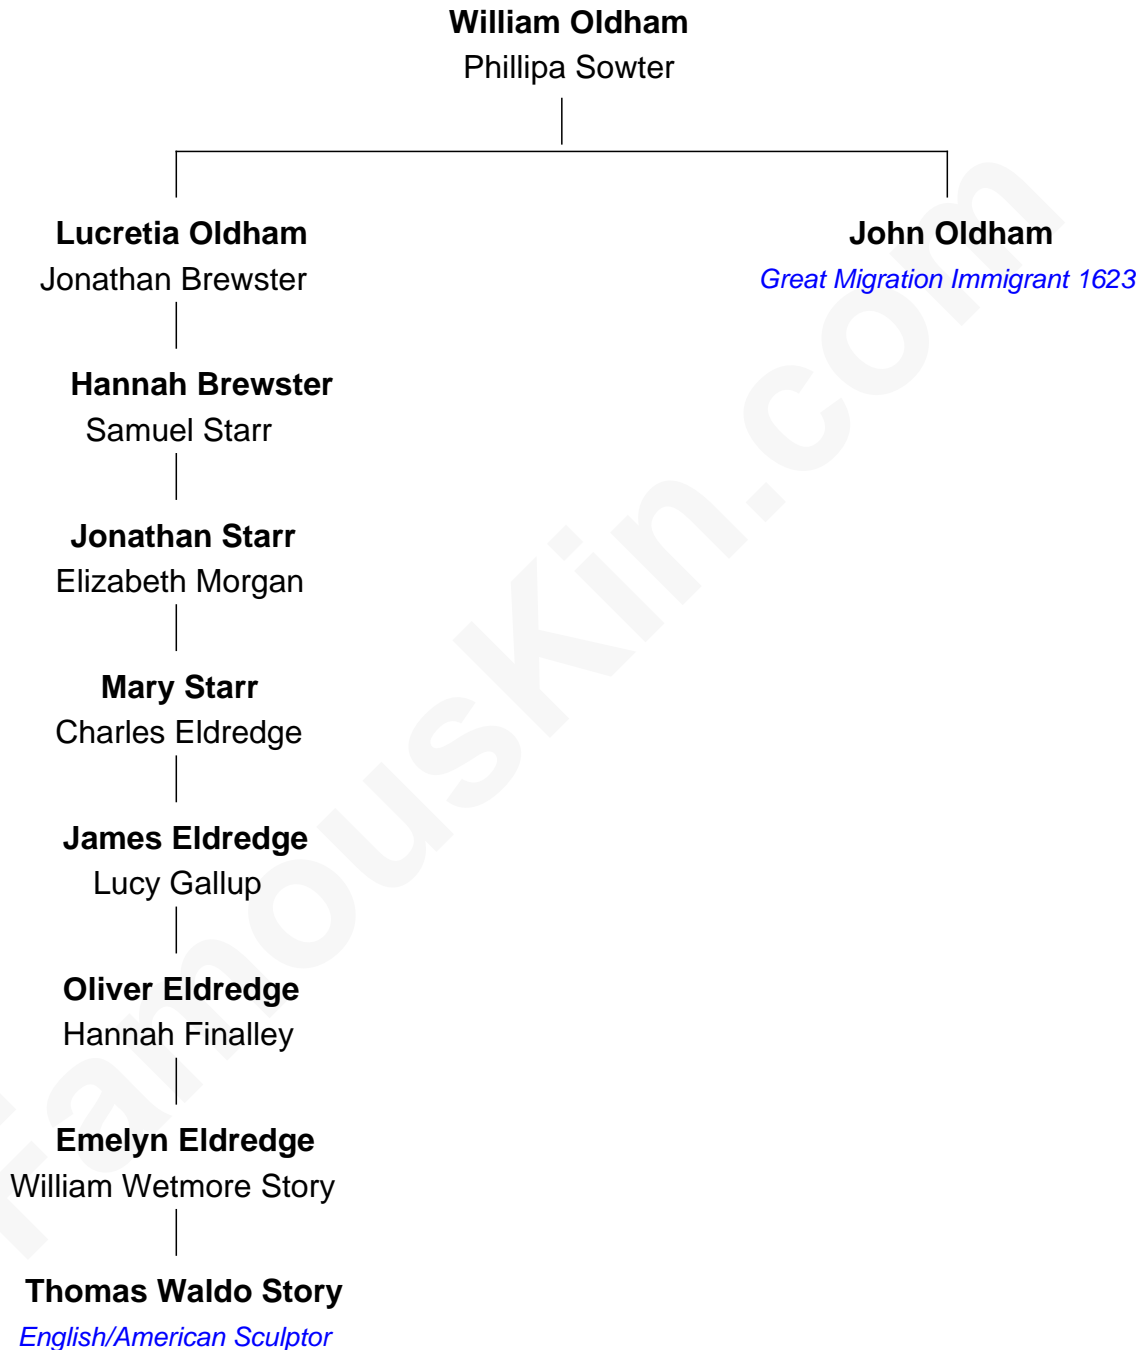 William Oldham
Phillipa Sowter
Lucretia Oldham
Jonathan Brewster
John Oldham
Great Migration Immigrant 1623
Hannah Brewster
Samuel Starr
Jonathan Starr
Elizabeth Morgan
Mary Starr
Charles Eldredge
James Eldredge
Lucy Gallup
Oliver Eldredge
Hannah Finalley
Emelyn Eldredge
William Wetmore Story
Thomas Waldo Story
English/American Sculptor
FamousKin.com